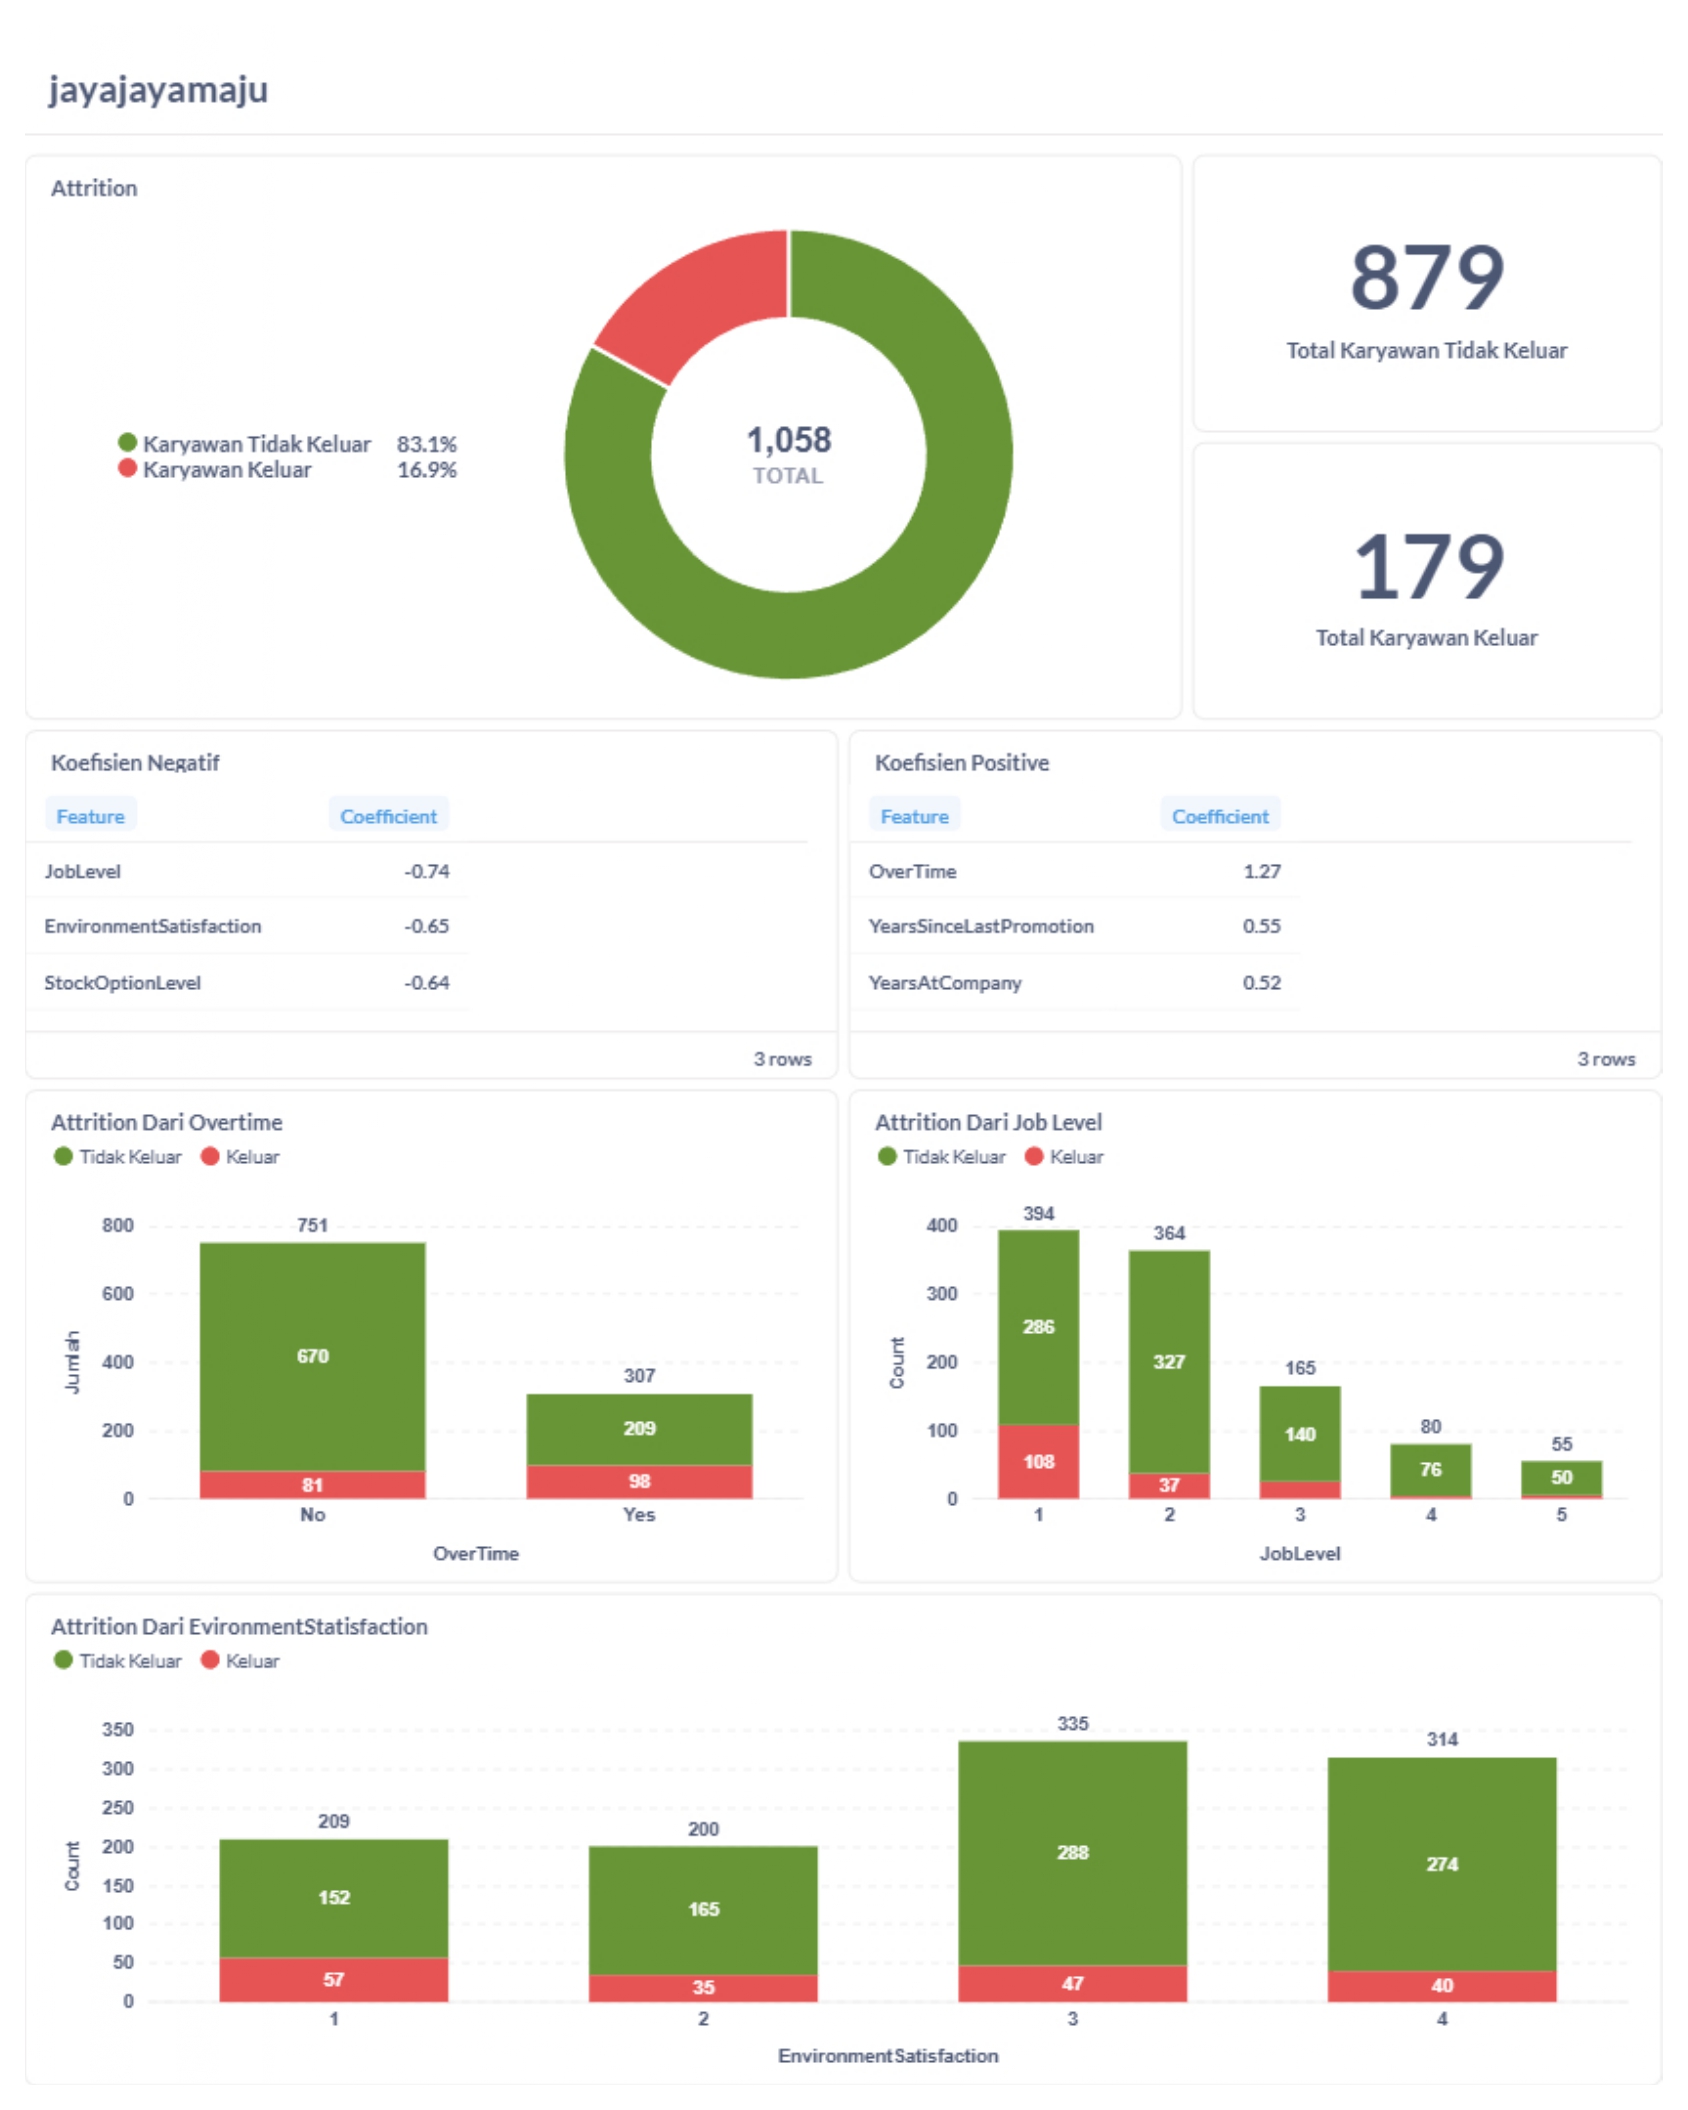 jayajayamaju
Attrition
Karyawan Tidak Keluar 83.1%
Karyawan Keluar 16.9%
1,058
TOTAL
879
Total Karyawan Tidak Keluar
179
Total Karyawan Keluar
Koefisien Negatif
Feature Coefficient
JobLevel -0.74
EnvironmentSatisfaction -0.65
StockOptionLevel -0.64
3 rows
Koefisien Positive
Feature Coefficient
OverTime 1.27
YearsSinceLastPromotion 0.55
YearsAtCompany 0.52
3 rows
Attrition Dari Overtime
Tidak Keluar Keluar
Jumlah
800
600
400
200
0
751
670
81
307
209
98
No Yes
OverTime
Attrition Dari Job Level
Tidak Keluar Keluar
Count
400
300
200
100
0
394
286
108
364
327
37
165
140
80
76
55
50
1 2 3 4 5
JobLevel
Attrition Dari EvironmentStatisfaction
Tidak Keluar Keluar
Count
350
300
250
200
150
100
50
0
209
152
57
200
165
35
335
288
47
314
274
40
1 2 3 4
EnvironmentSatisfaction